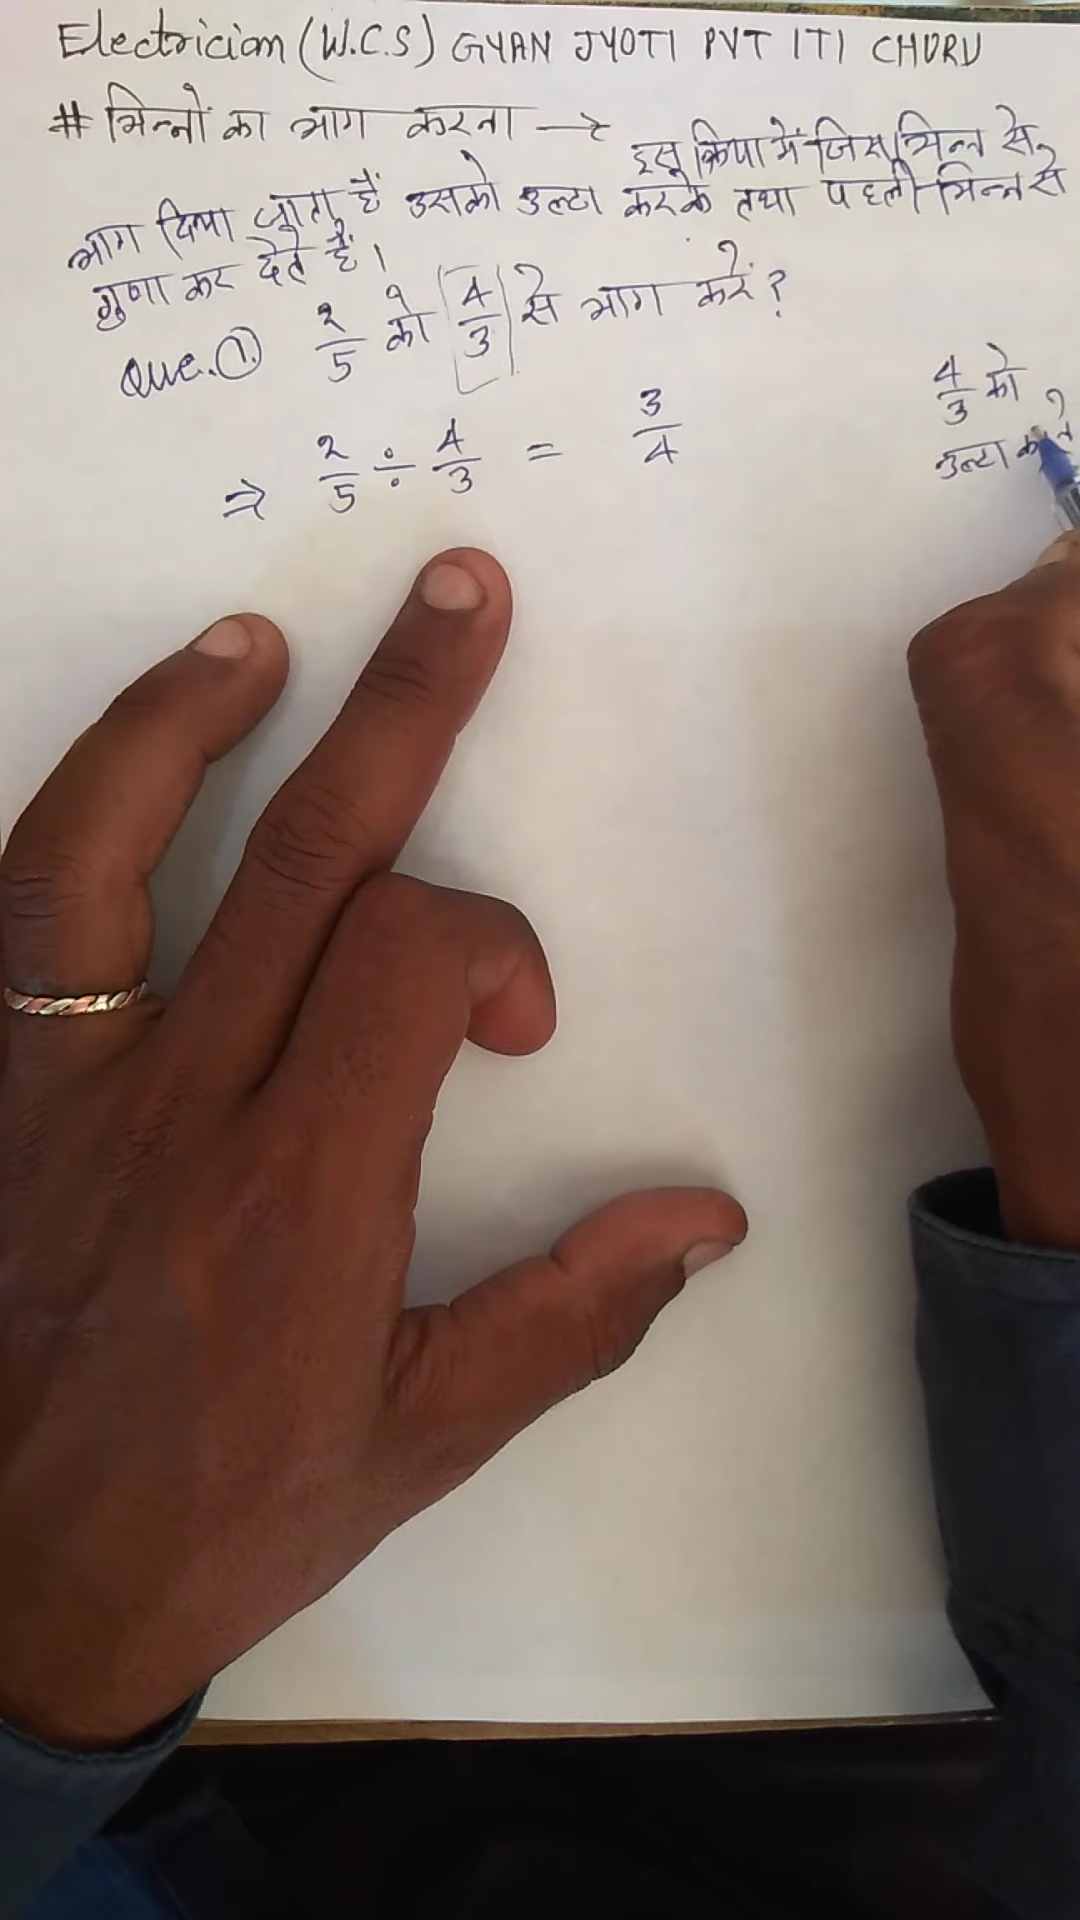 Electrician (W.C.S) GYAN JYOTI PVT ITI CHURU
# भिन्नों का भाग करना → इस क्रिया में जिस भिन्न से
भाग दिया जाता हैं उसको उल्टा करके तथा पहली भिन्न से
गुणा कर देते हैं।
Que.① 2/5 को 4/3 से भाग करें?
⇒ 2/5 ÷ 4/3 = 3/4
4/3 को
उल्टा